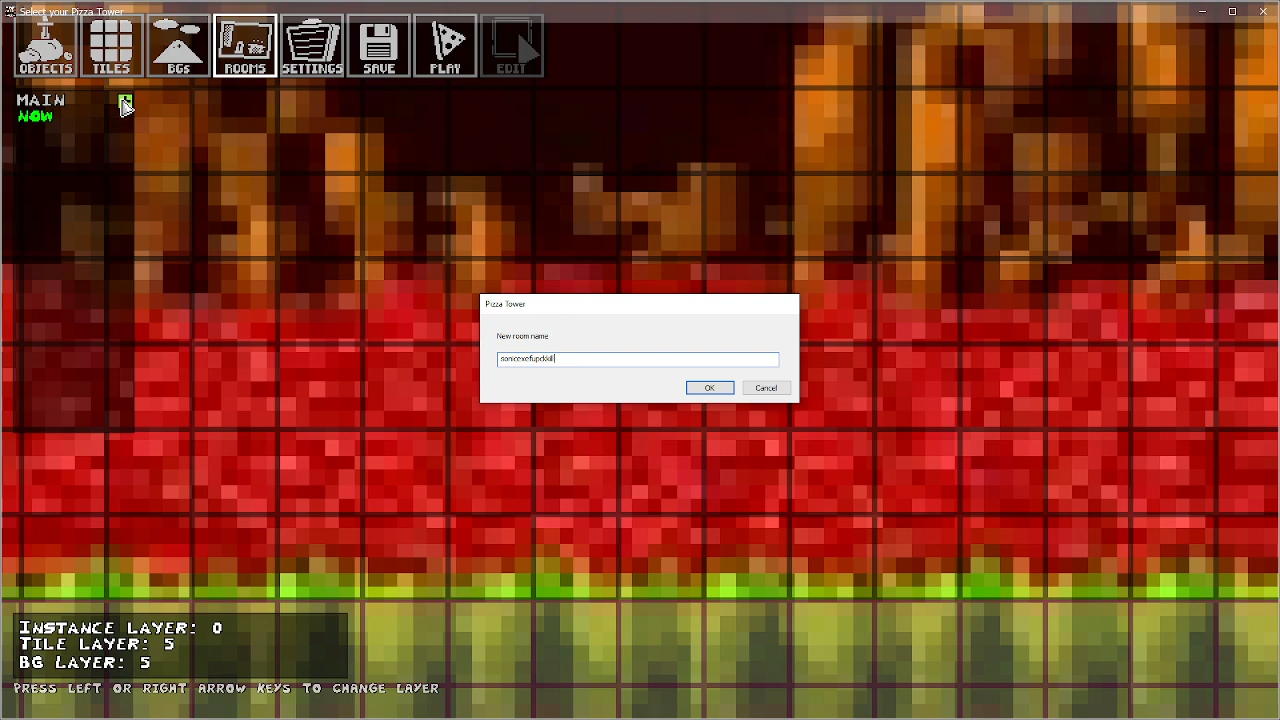 Select your Pizza Tower
OBJECTS TILES BGS ROOMS SETTINGS SAVE PLAY EDIT
MAIN
NOW
Pizza Tower
New room name
sonicexefupckkill
OK Cancel
INSTANCE LAYER: 0
TILE LAYER: 5
BG LAYER: 5
PRESS LEFT OR RIGHT ARROW KEYS TO CHANGE LAYER